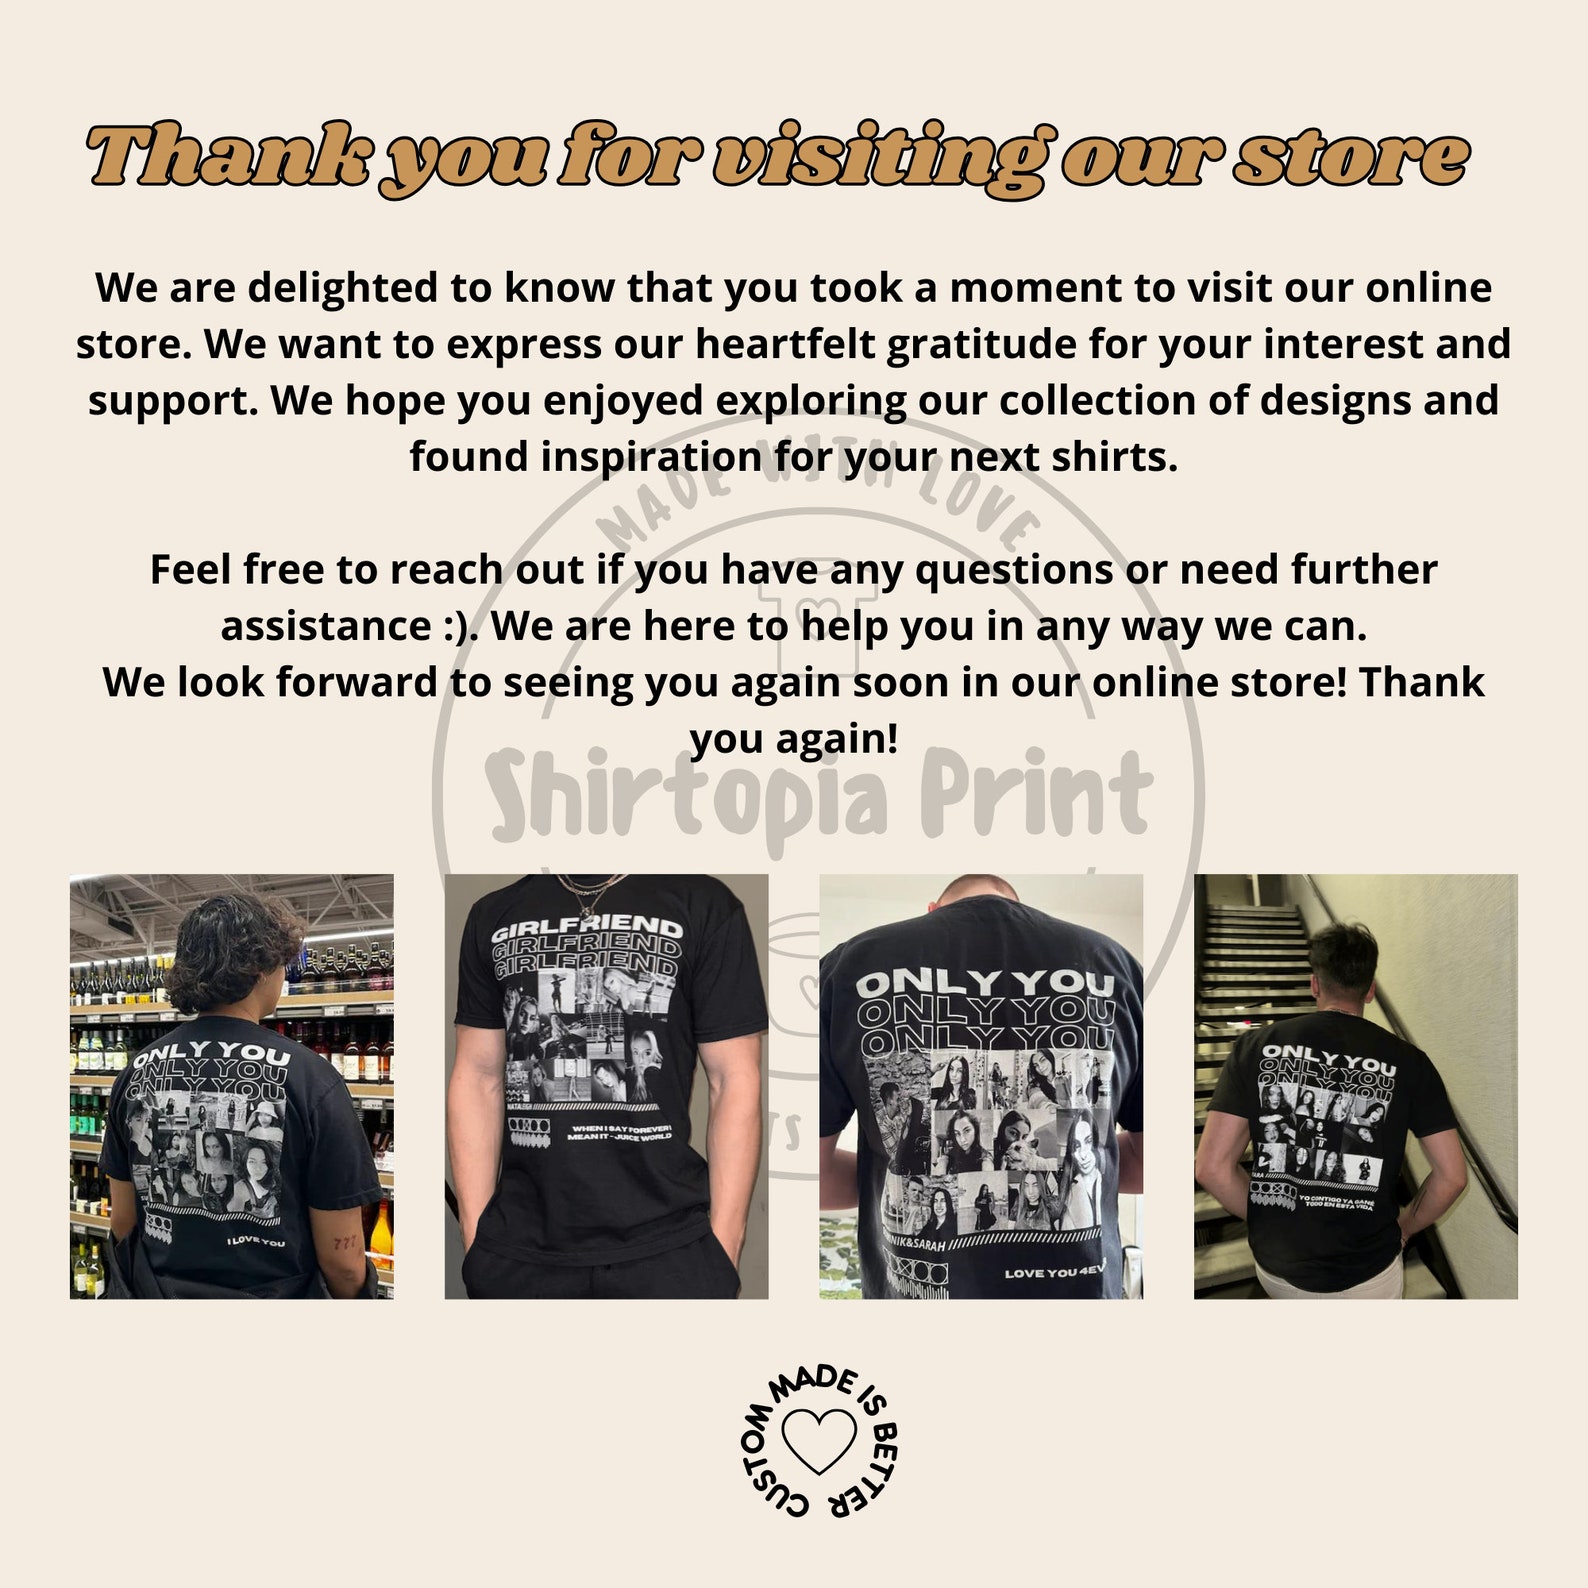 Thank you for visiting our store
We are delighted to know that you took a moment to visit our online
store. We want to express our heartfelt gratitude for your interest and
support. We hope you enjoyed exploring our collection of designs and
found inspiration for your next shirts.
MADE WITH LOVE
Feel free to reach out if you have any questions or need further
assistance :). We are here to help you in any way we can.
We look forward to seeing you again soon in our online store! Thank
you again!
Shirtopia Print
ONLY YOU
ONLY YOU
ONLY YOU
I LOVE YOU
777
GIRLFRIEND
GIRLFRIEND
GIRLFRIEND
NATALEIGH
WHEN I SAY FOREVER I
MEAN IT - JUICE WORLD
ONLY YOU
ONLY YOU
ONLY YOU
NIK&SARAH
LOVE YOU 4EV
ONLY YOU
ONLY YOU
ONLY YOU
YO CONTIGO YA GANÉ
TODO EN ESTA VIDA
CUSTOM MADE IS BETTER